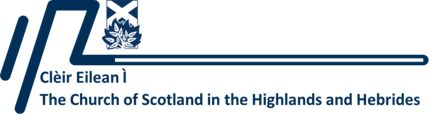 Clèir Eilean Ì
The Church of Scotland in the Highlands and Hebrides